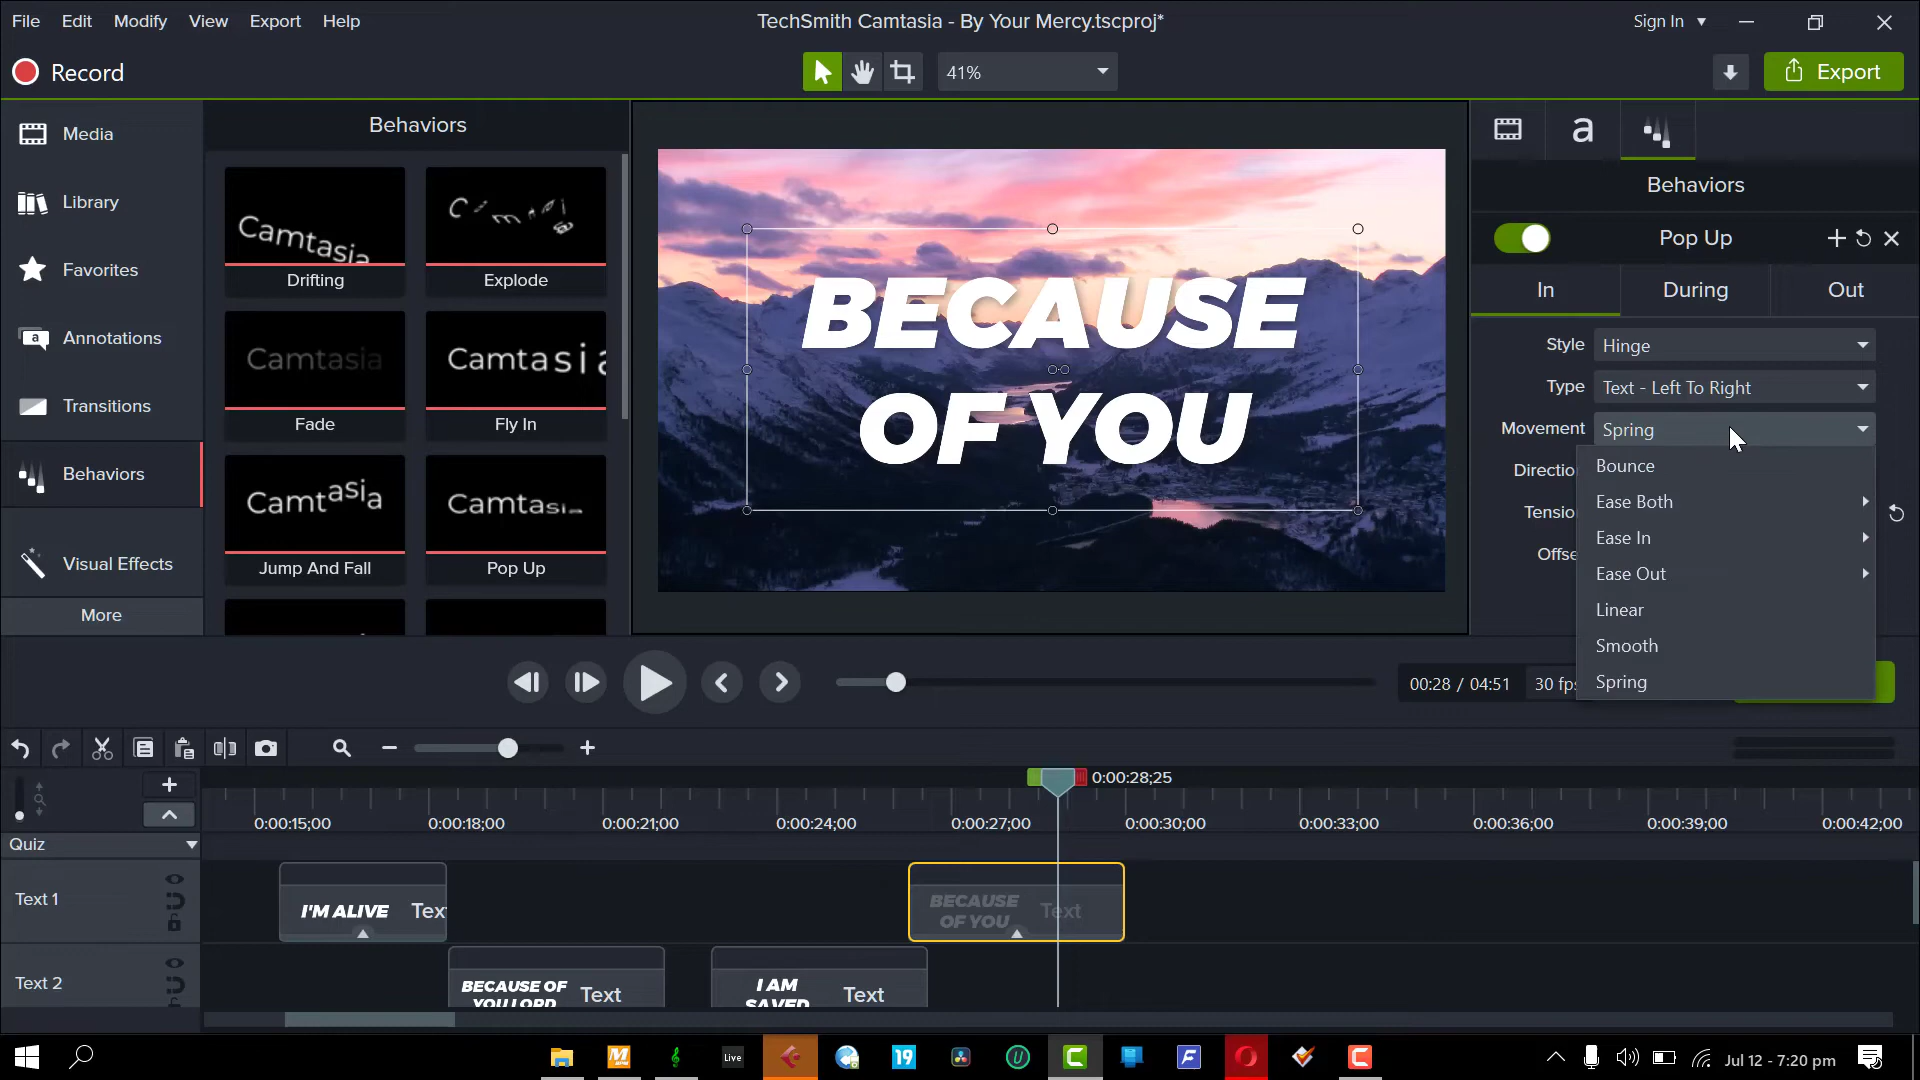 File Edit Modify View Export Help
TechSmith Camtasia - By Your Mercy.tscproj*
Sign In
Record
41%
Export
Media
Library
Favorites
Annotations
Transitions
Behaviors
Visual Effects
More
Behaviors
Camtasia
Drifting
Explode
Camtasia
Fade
Camtasia
Fly In
Camtasia
Jump And Fall
Camtasia
Pop Up
BECAUSE
OF YOU
a
Behaviors
Pop Up
In During Out
Style Hinge
Type Text - Left To Right
Movement Spring
Directio
Tensio
Offse
Bounce
Ease Both
Ease In
Ease Out
Linear
Smooth
Spring
00:28 / 04:51 30 fps
0:00:28;25
0:00:15;00 0:00:18;00 0:00:21;00 0:00:24;00 0:00:27;00 0:00:30;00 0:00:33;00 0:00:36;00 0:00:39;00 0:00:42;00
Quiz
Text 1
I'M ALIVE Tex
BECAUSE
OF YOU Text
Text 2
BECAUSE OF
YOU LORD Text
I AM
SAVED Text
Live
19
Jul 12 - 7:20 pm